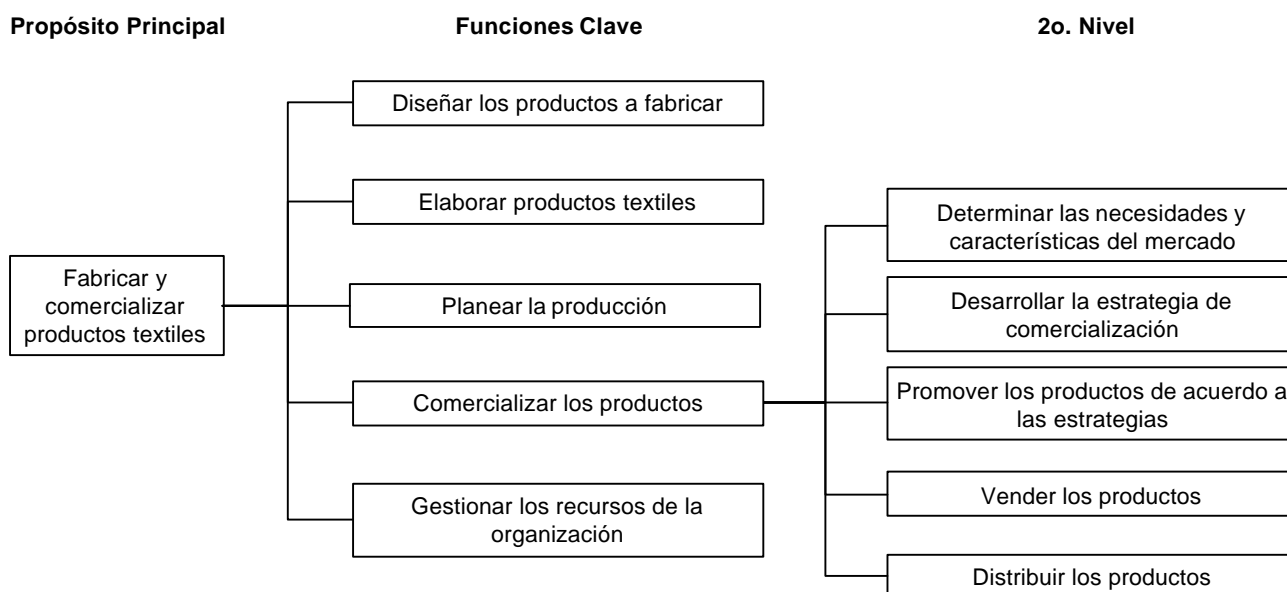 Propósito Principal
Funciones Clave
2o. Nivel
Fabricar y
comercializar
productos textiles
Diseñar los productos a fabricar
Elaborar productos textiles
Planear la producción
Comercializar los productos
Gestionar los recursos de la
organización
Determinar las necesidades y
características del mercado
Desarrollar la estrategia de
comercialización
Promover los productos de acuerdo a
las estrategias
Vender los productos
Distribuir los productos